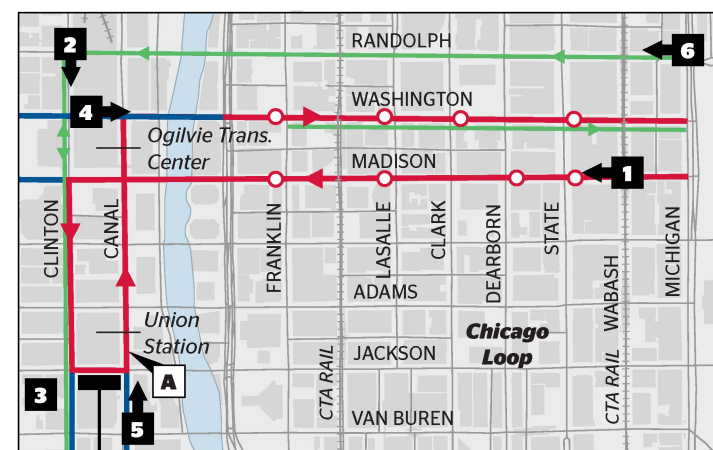 2
RANDOLPH
6
4
WASHINGTON
Ogilvie Trans.
Center
MADISON
1
CLINTON
CANAL
FRANKLIN
LASALLE
CLARK
DEARBORN
STATE
WABASH
MICHIGAN
ADAMS
Union
Station
Chicago
Loop
JACKSON
A
CTA RAIL
CTA RAIL
3
5
VAN BUREN